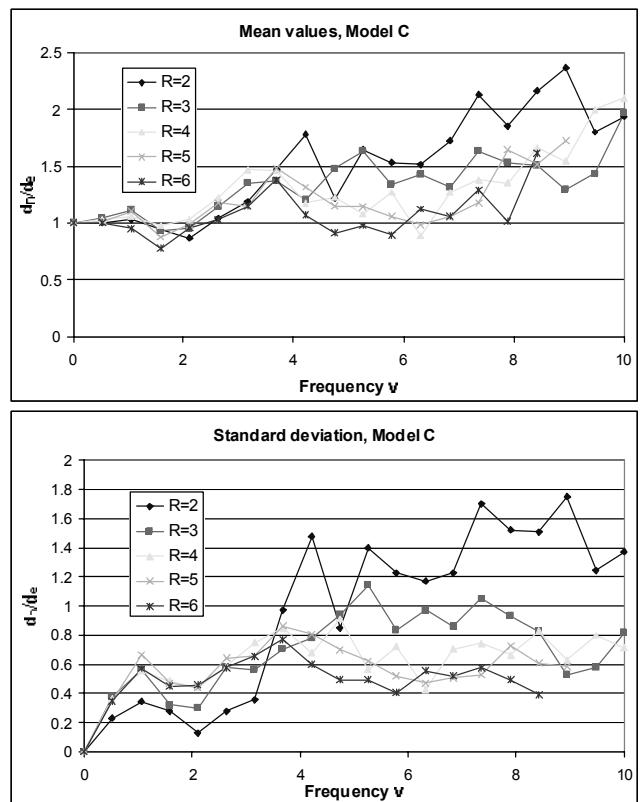 Mean values, Model C
2.5
2
1.5
1
0.5
0
R=2
R=3
R=4
R=5
R=6
0 2 4 6 8 10
Frequency
Standard deviation, Model C
2
1.8
1.6
1.4
1.2
1
0.8
0.6
0.4
0.2
0
R=2
R=3
R=4
R=5
R=6
0 2 4 6 8 10
Frequency